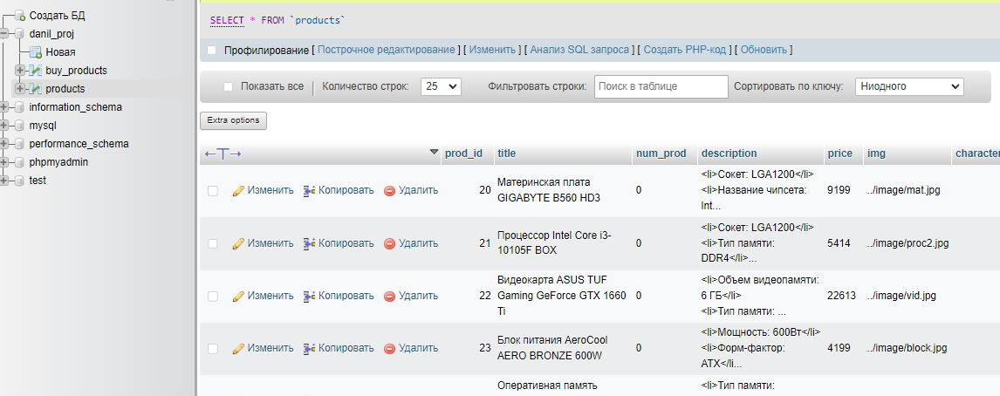 Создать БД
danil_proj
Новая
buy_products
products
information_schema
mysql
performance_schema
phpmyadmin
test
SELECT * FROM `products`
Профилирование [ Построчное редактирование ] [ Изменить ] [ Анализ SQL запроса ] [ Создать PHP-код ] [ Обновить ]
Показать все | Количество строк: 25 Фильтровать строки: Поиск в таблице Сортировать по ключу: Ниодного
Extra options
←T→ prod_id title num_prod description price img character
Изменить Копировать Удалить 20 Материнская плата GIGABYTE B560 HD3 0 <li>Сокет: LGA1200</li> <li>Название чипсета: Int... 9199 ../image/mat.jpg
Изменить Копировать Удалить 21 Процессор Intel Core i3-10105F BOX 0 <li>Сокет: LGA1200</li> <li>Тип памяти: DDR4</li>... 5414 ../image/proc2.jpg
Изменить Копировать Удалить 22 Видеокарта ASUS TUF Gaming GeForce GTX 1660 Ti 0 <li>Объем видеопамяти: 6 ГБ</li> <li>Тип памяти: ... 22613 ../image/vid.jpg
Изменить Копировать Удалить 23 Блок питания AeroCool AERO BRONZE 600W 0 <li>Мощность: 600Вт</li> <li>Форм-фактор: ATX</li... 4199 ../image/block.jpg
Оперативная память <li>Тип памяти: